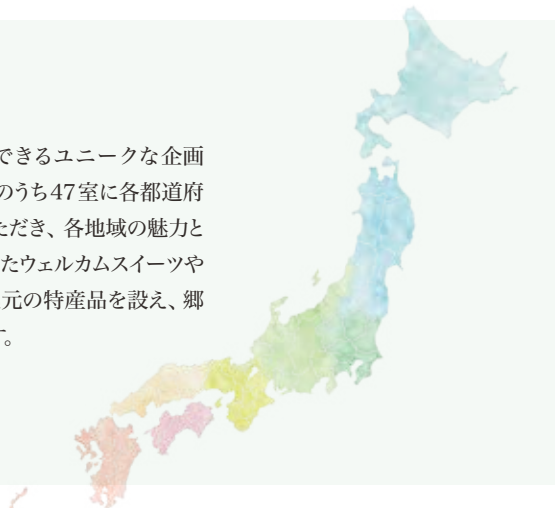 できるユニークな企画
のうち47室に各都道府
ただき、各地域の魅力と
たウェルカムスイーツや
元の特産品を設え、郷
す。